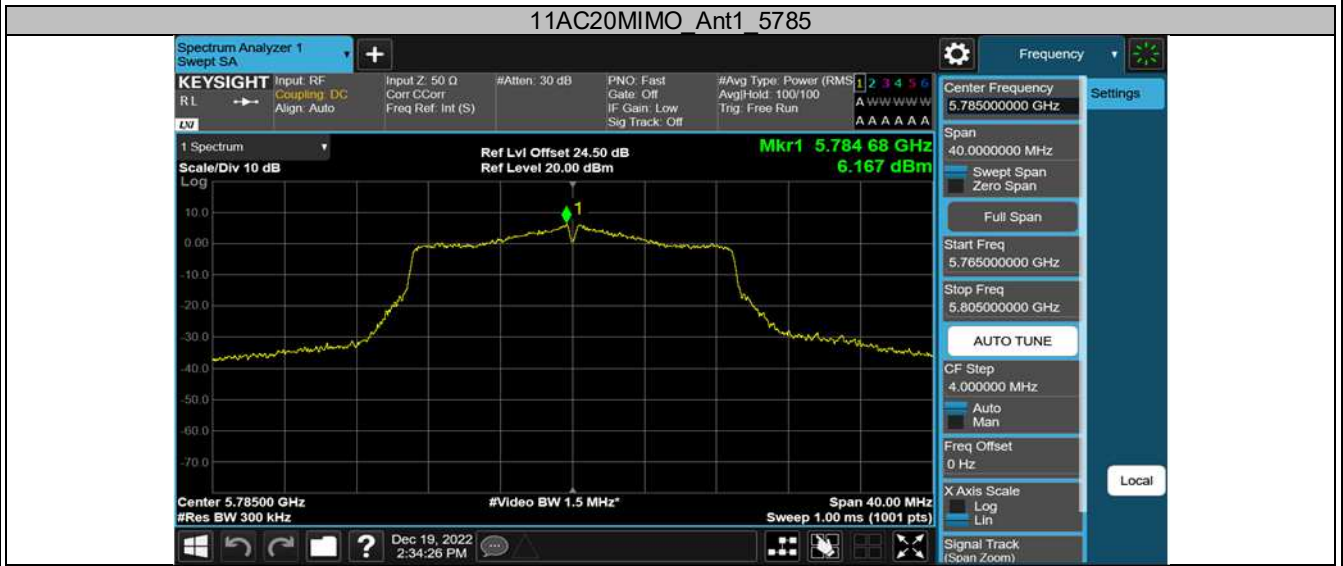 11AC20MIMO_Ant1_5785
Spectrum Analyzer 1
Swept SA
Frequency
KEYSIGHT
RL
LXI
Input: RF
Coupling: DC
Align: Auto
Input Z: 50 Ω
Corr CCorr
Freq Ref: Int (S)
#Atten: 30 dB
PNO: Fast
Gate: Off
IF Gain: Low
Sig Track: Off
#Avg Type: Power (RMS
Avg|Hold: 100/100
Trig: Free Run
1 2 3 4 5 6
A W W W W W
A A A A A A
1 Spectrum
Scale/Div 10 dB
Log
Ref Lvl Offset 24.50 dB
Ref Level 20.00 dBm
Mkr1 5.784 68 GHz
6.167 dBm
1
10.0
0.00
-10.0
-20.0
-30.0
-40.0
-50.0
-60.0
-70.0
Center 5.78500 GHz
#Res BW 300 kHz
#Video BW 1.5 MHz*
Span 40.00 MHz
Sweep 1.00 ms (1001 pts)
?
Dec 19, 2022
2:34:26 PM
Center Frequency
5.785000000 GHz
Span
40.0000000 MHz
Swept Span
Zero Span
Full Span
Start Freq
5.765000000 GHz
Stop Freq
5.805000000 GHz
AUTO TUNE
CF Step
4.000000 MHz
Auto
Man
Freq Offset
0 Hz
X Axis Scale
Log
Lin
Signal Track
(Span Zoom)
Settings
Local